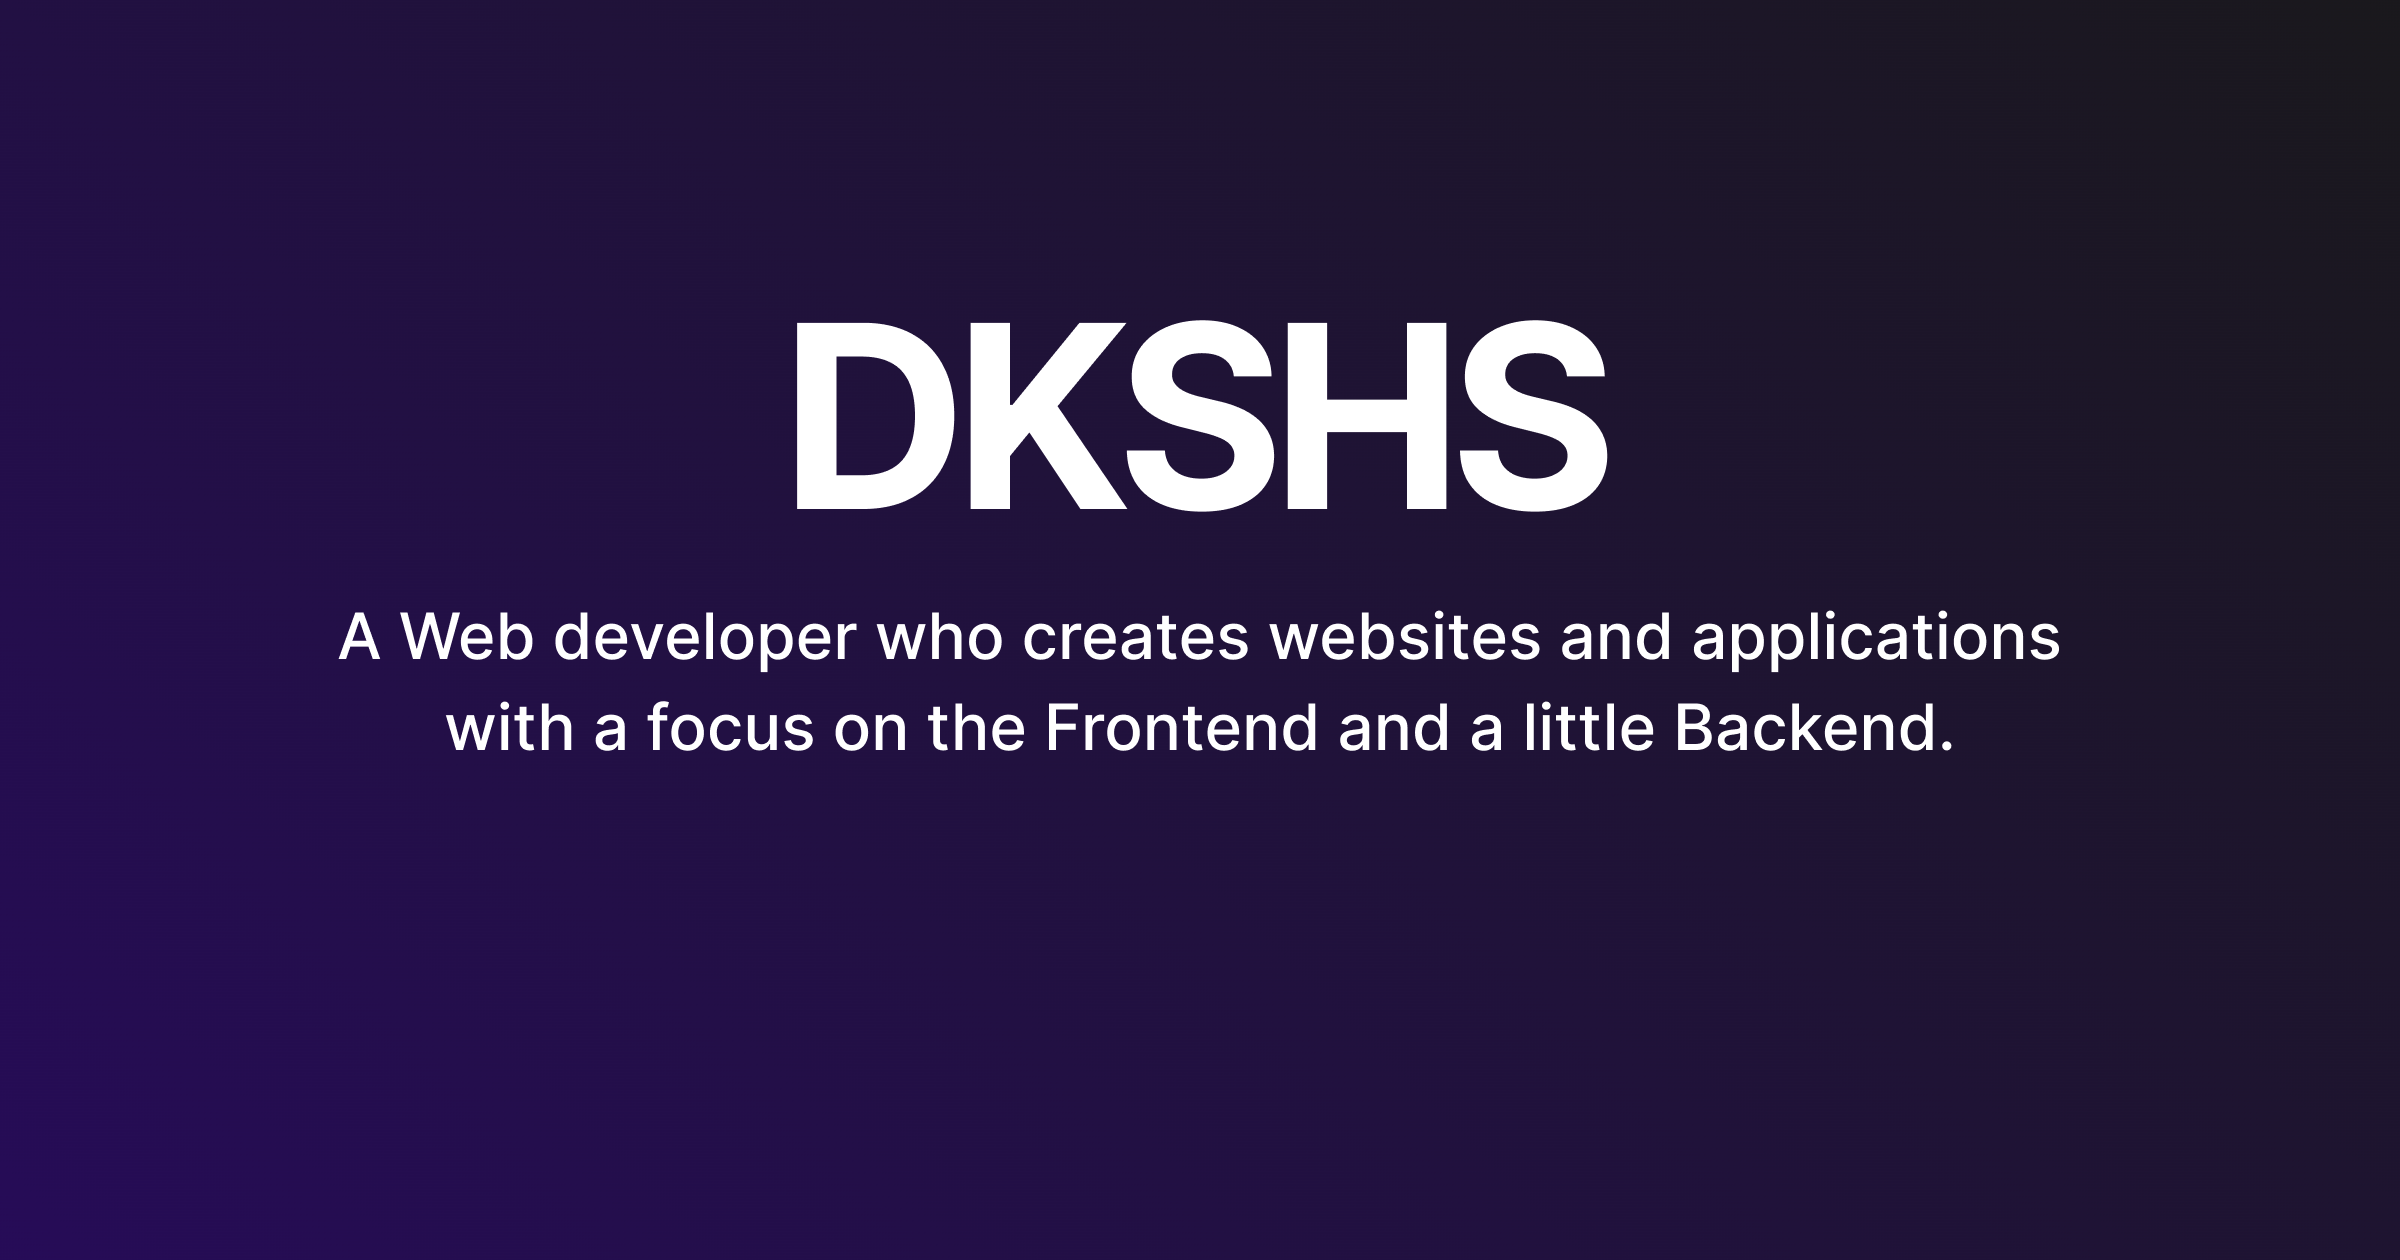 DKSHS
A Web developer who creates websites and applications
with a focus on the Frontend and a little Backend.